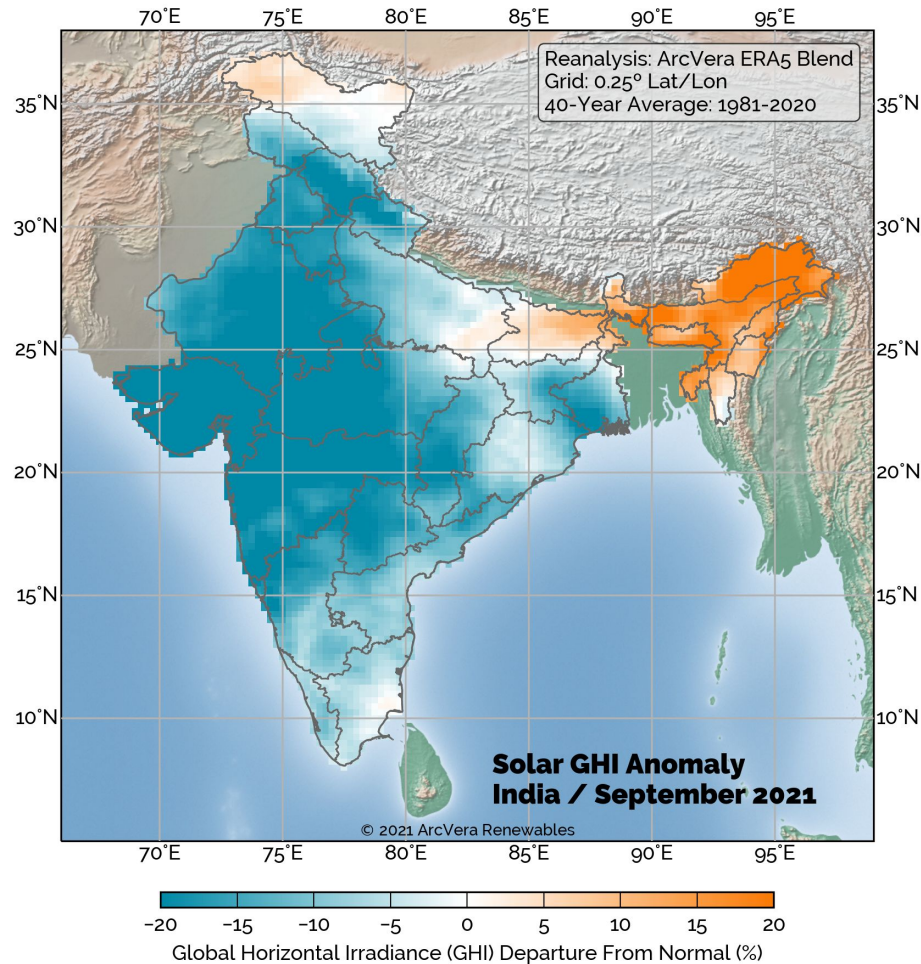 70°E 75°E 80°E 85°E 90°E 95°E
Reanalysis: ArcVera ERA5 Blend
Grid: 0.25º Lat/Lon
40-Year Average: 1981-2020
35°N 35°N
30°N 30°N
25°N 25°N
20°N 20°N
15°N 15°N
10°N 10°N
Solar GHI Anomaly
India / September 2021
© 2021 ArcVera Renewables
70°E 75°E 80°E 85°E 90°E 95°E
−20 −15 −10 −5 0 5 10 15 20
Global Horizontal Irradiance (GHI) Departure From Normal (%)